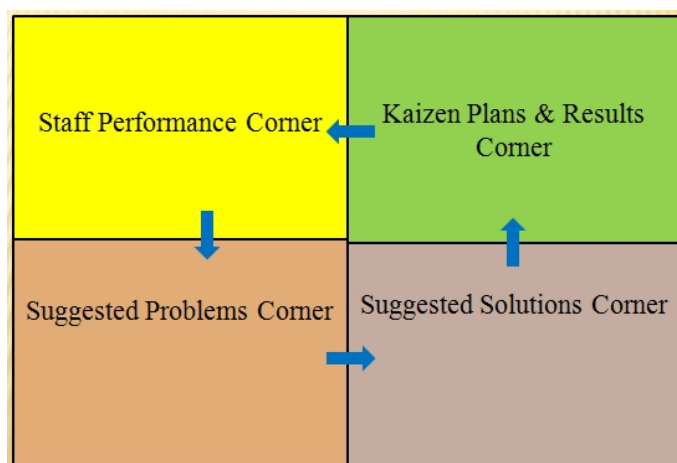 Staff Performance Corner
Kaizen Plans & Results
Corner
Suggested Problems Corner
Suggested Solutions Corner